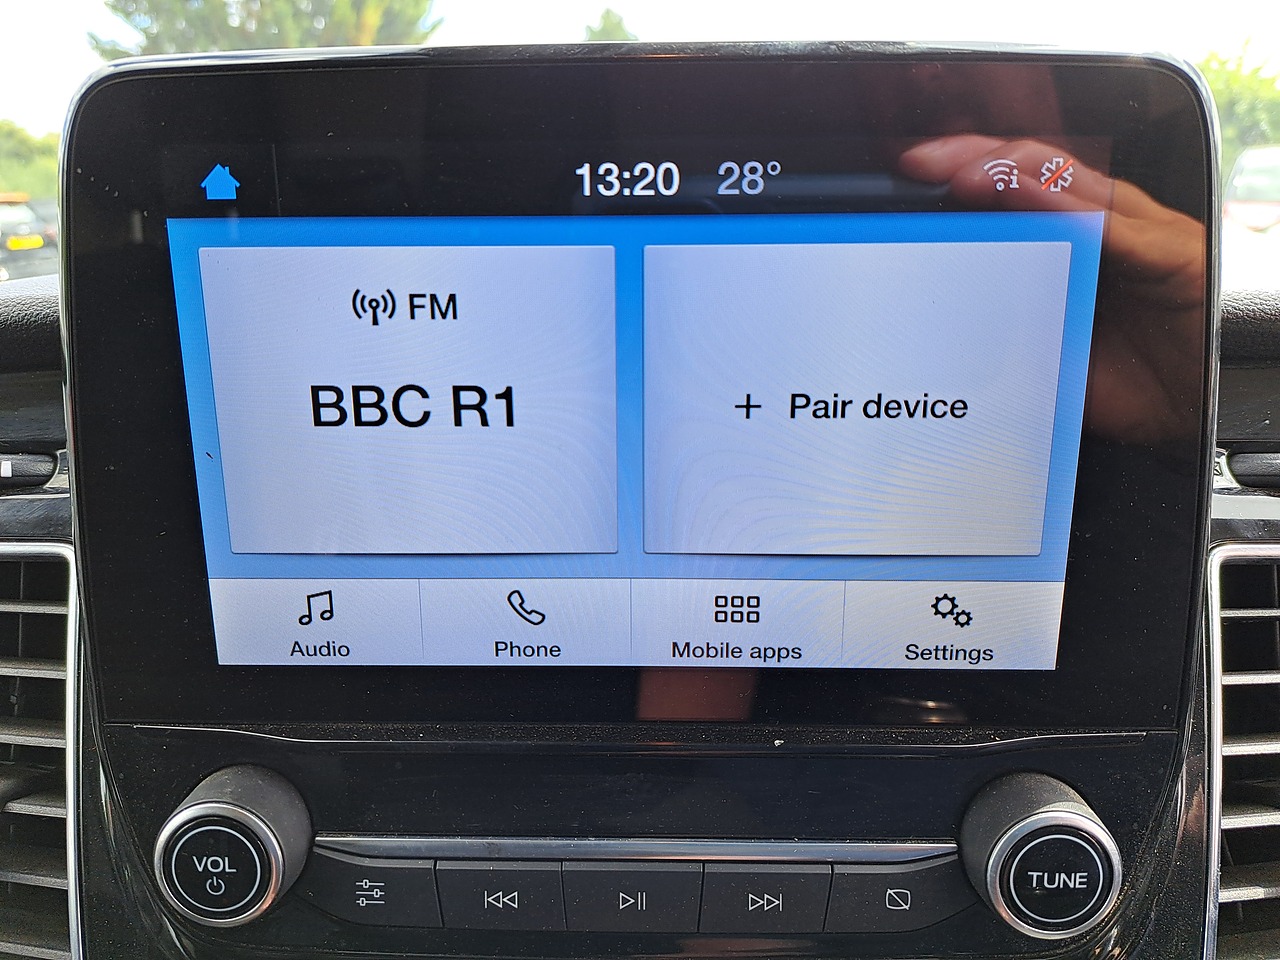 13:20 28°
FM
BBC R1
+ Pair device
Audio
Phone
Mobile apps
Settings
VOL
TUNE